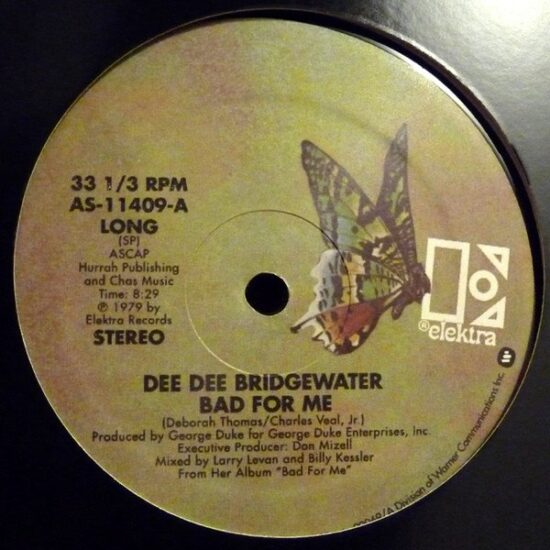 33 1/3 RPM
AS-11409-A
LONG
(SP)
ASCAP
Hurrah Publishing
and Chas Music
Time: 8:29
℗ 1979 by
Elektra Records
STEREO
®elektra
DEE DEE BRIDGEWATER
BAD FOR ME
(Deborah Thomas/Charles Veal, Jr.)
Produced by George Duke for George Duke Enterprises, Inc.
Executive Producer: Don Mizell
Mixed by Larry Levan and Billy Kessler
From Her Album "Bad For Me"
/A Division of Warner Communications Inc.